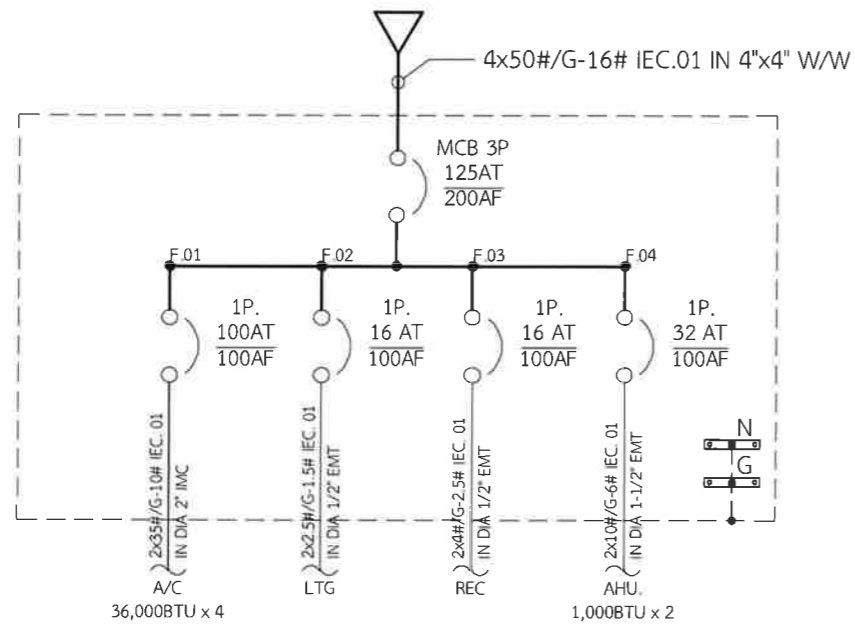 4x50#/G-16# IEC.01 IN 4"x4" W/W
MCB 3P
125AT
200AF
F.01
F.02
F.03
F.04
1P.
100AT
100AF
1P.
16 AT
100AF
1P.
16 AT
100AF
1P.
32 AT
100AF
2x35#/G-10# IEC. 01
IN DIA 2" IMC
2x2.5#/G-1.5# IEC. 01
IN DIA 1/2" EMT
2x4#/G-2.5# IEC. 01
IN DIA 1/2" EMT
2x10#/G-6# IEC. 01
IN DIA 1-1/2" EMT
N
G
A/C
36,000BTU x 4
LTG
REC
AHU.
1,000BTU x 2